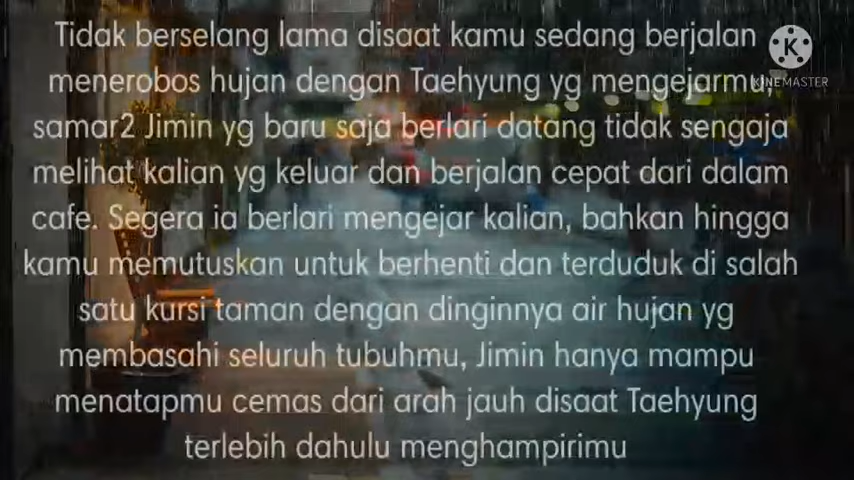 Tidak berselang lama disaat kamu sedang berjalan
menerobos hujan dengan Taehyung yg mengejarmu,
samar2 Jimin yg baru saja berlari datang tidak sengaja
melihat kalian yg keluar dan berjalan cepat dari dalam
cafe. Segera ia berlari mengejar kalian, bahkan hingga
kamu memutuskan untuk berhenti dan terduduk di salah
satu kursi taman dengan dinginnya air hujan yg
membasahi seluruh tubuhmu, Jimin hanya mampu
menatapmu cemas dari arah jauh disaat Taehyung
terlebih dahulu menghampirimu
K
KINEMASTER